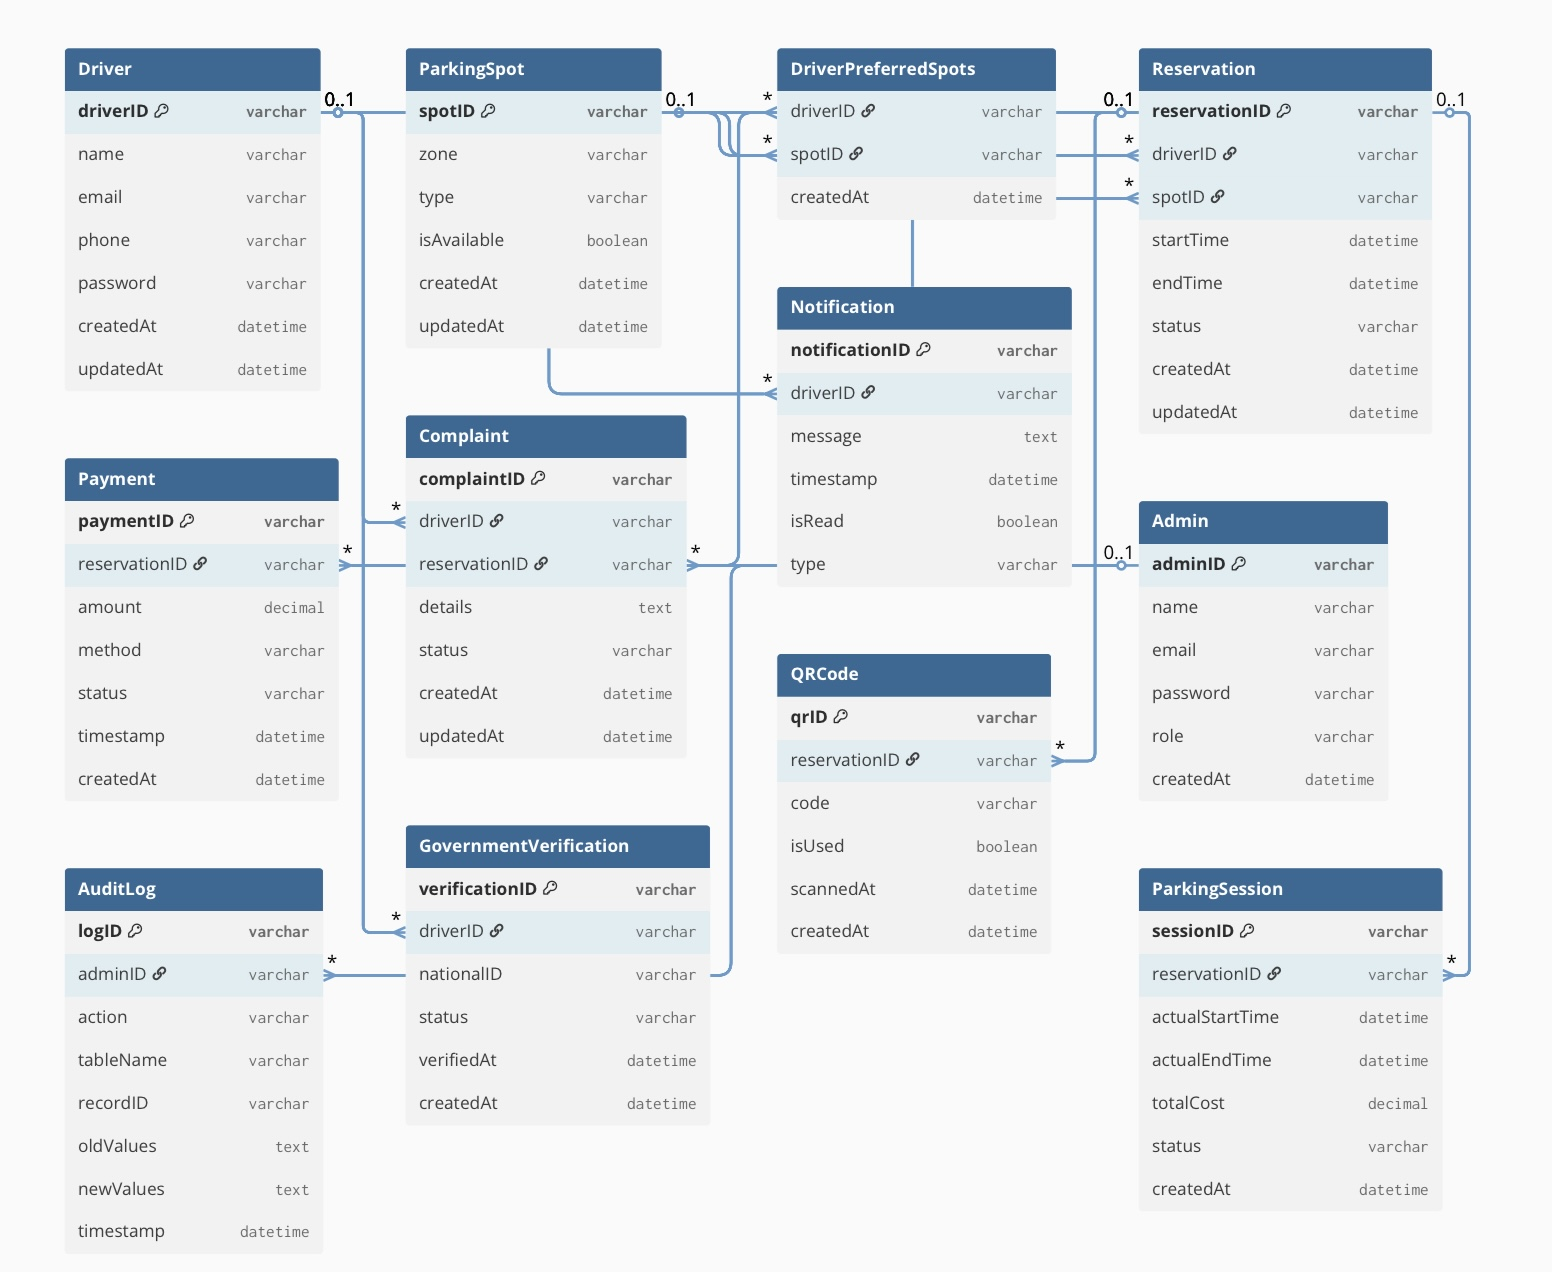 Driver
driverID varchar
name varchar
email varchar
phone varchar
password varchar
createdAt datetime
updatedAt datetime
0..1
ParkingSpot
spotID varchar
zone varchar
type varchar
isAvailable boolean
createdAt datetime
updatedAt datetime
0..1
*
*
DriverPreferredSpots
driverID varchar
spotID varchar
createdAt datetime
0..1
*
*
Reservation
reservationID varchar
driverID varchar
spotID varchar
startTime datetime
endTime datetime
status varchar
createdAt datetime
updatedAt datetime
0..1
*
Notification
notificationID varchar
driverID varchar
message text
timestamp datetime
isRead boolean
type varchar
Payment
paymentID varchar
reservationID varchar
amount decimal
method varchar
status varchar
timestamp datetime
createdAt datetime
*
*
Complaint
complaintID varchar
driverID varchar
reservationID varchar
details text
status varchar
createdAt datetime
updatedAt datetime
*
0..1
Admin
adminID varchar
name varchar
email varchar
password varchar
role varchar
createdAt datetime
QRCode
qrID varchar
reservationID varchar
code varchar
isUsed boolean
scannedAt datetime
createdAt datetime
*
AuditLog
logID varchar
adminID varchar
action varchar
tableName varchar
recordID varchar
oldValues text
newValues text
timestamp datetime
*
*
GovernmentVerification
verificationID varchar
driverID varchar
nationalID varchar
status varchar
verifiedAt datetime
createdAt datetime
ParkingSession
sessionID varchar
reservationID varchar
actualStartTime datetime
actualEndTime datetime
totalCost decimal
status varchar
createdAt datetime
*